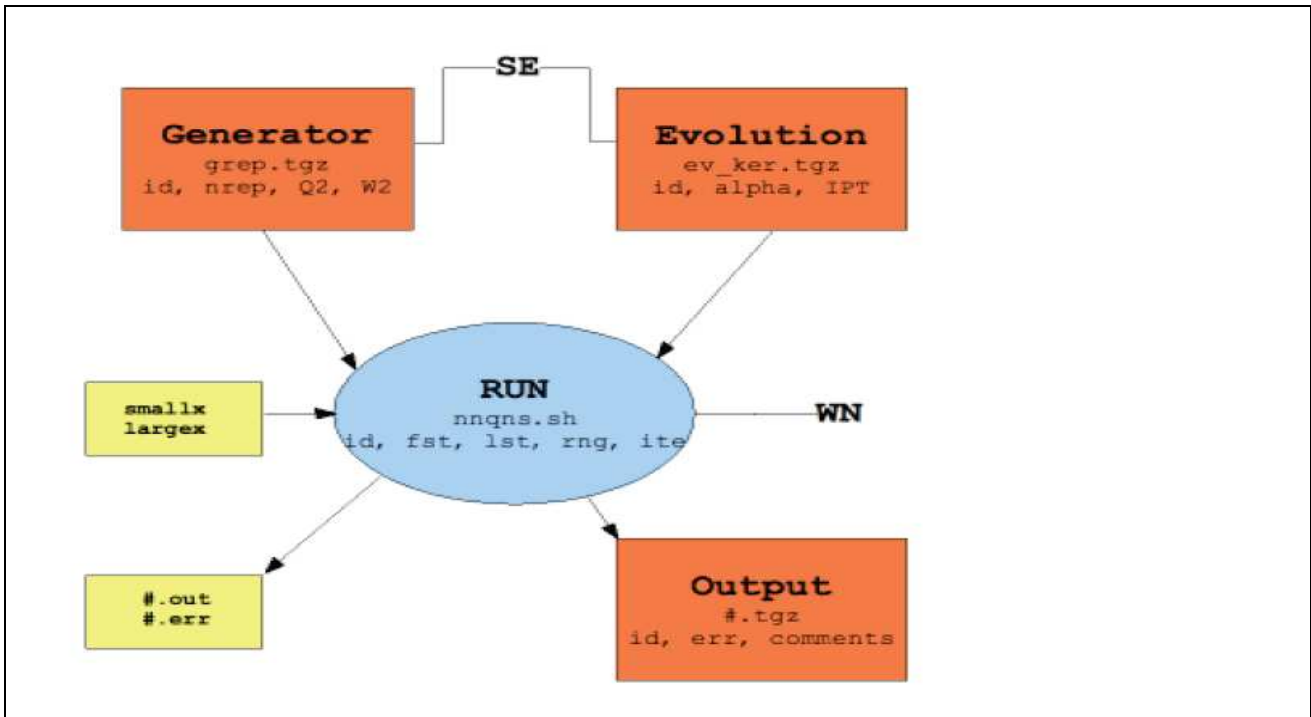 SE
Generator
grep.tgz
id, nrep, Q2, W2
Evolution
ev_ker.tgz
id, alpha, IPT
RUN
nnqns.sh
id, fst, lst, rng, ite
WN
smallx
largex
#.out
#.err
Output
#.tgz
id, err, comments